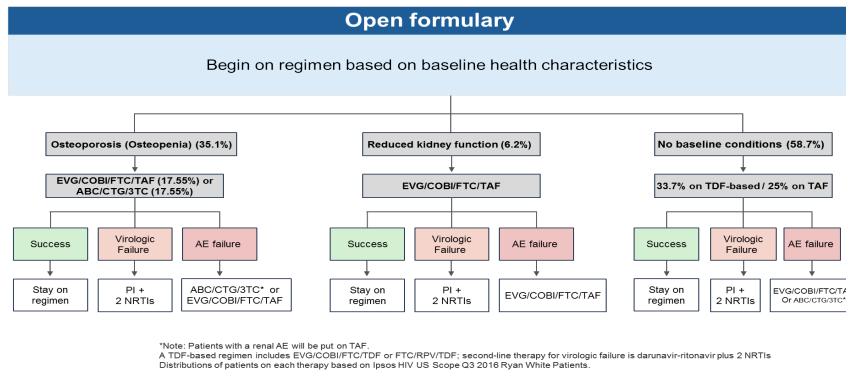 Open formulary
Begin on regimen based on baseline health characteristics
Osteoporosis (Osteopenia) (35.1%)
Reduced kidney function (6.2%)
No baseline conditions (58.7%)
EVG/COBI/FTC/TAF (17.55%) or
ABC/CTG/3TC (17.55%)
EVG/COBI/FTC/TAF
33.7% on TDF-based / 25% on TAF
Success
Virologic
Failure
AE failure
Success
Virologic
Failure
AE failure
Success
Virologic
Failure
AE failure
Stay on
regimen
PI +
2 NRTIs
ABC/CTG/3TC* or
EVG/COBI/FTC/TAF
Stay on
regimen
PI +
2 NRTIs
EVG/COBI/FTC/TAF
Stay on
regimen
PI +
2 NRTIs
EVG/COBI/FTC/TA
Or ABC/CTG/3TC*
*Note: Patients with a renal AE will be put on TAF.
A TDF-based regimen includes EVG/COBI/FTC/TDF or FTC/RPV/TDF; second-line therapy for virologic failure is darunavir-ritonavir plus 2 NRTIs
Distributions of patients on each therapy based on Ipsos HIV US Scope Q3 2016 Ryan White Patients.